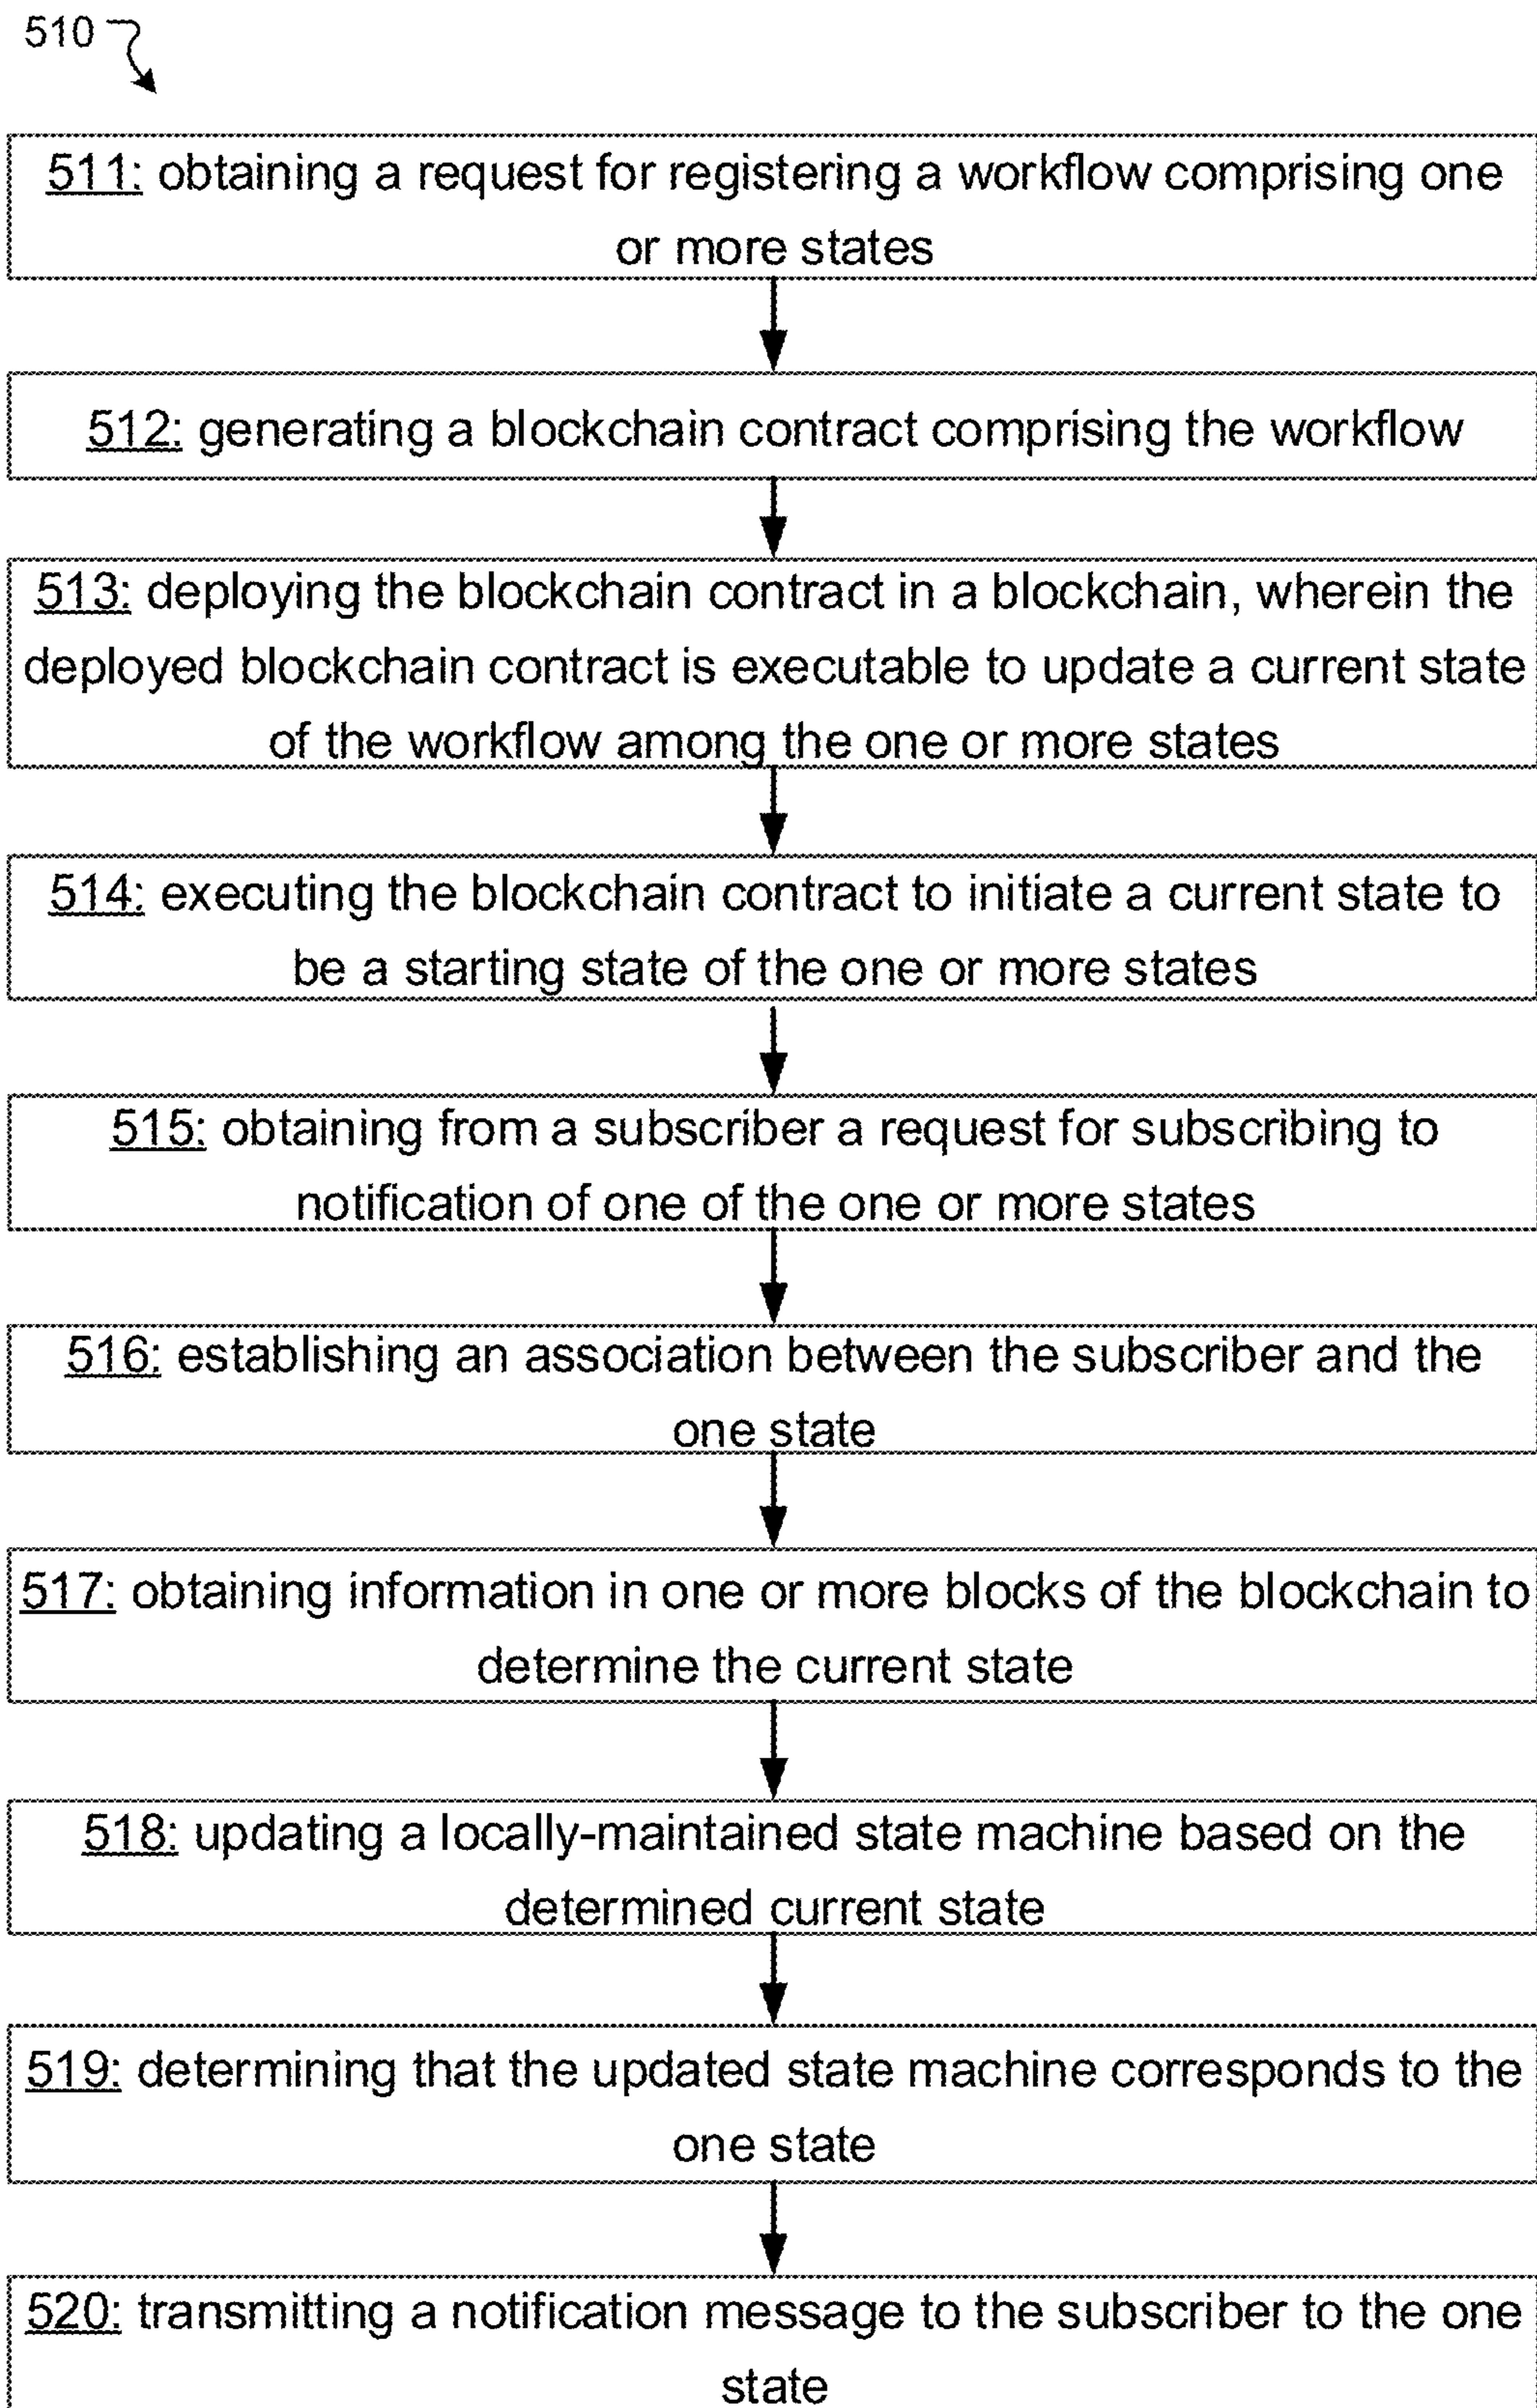 510
511: obtaining a request for registering a workflow comprising one
or more states
512: generating a blockchain contract comprising the workflow
513: deploying the blockchain contract in a blockchain, wherein the
deployed blockchain contract is executable to update a current state
of the workflow among the one or more states
514: executing the blockchain contract to initiate a current state to
be a starting state of the one or more states
515: obtaining from a subscriber a request for subscribing to
notification of one of the one or more states
516: establishing an association between the subscriber and the
one state
517: obtaining information in one or more blocks of the blockchain to
determine the current state
518: updating a locally-maintained state machine based on the
determined current state
519: determining that the updated state machine corresponds to the
one state
520: transmitting a notification message to the subscriber to the one
state